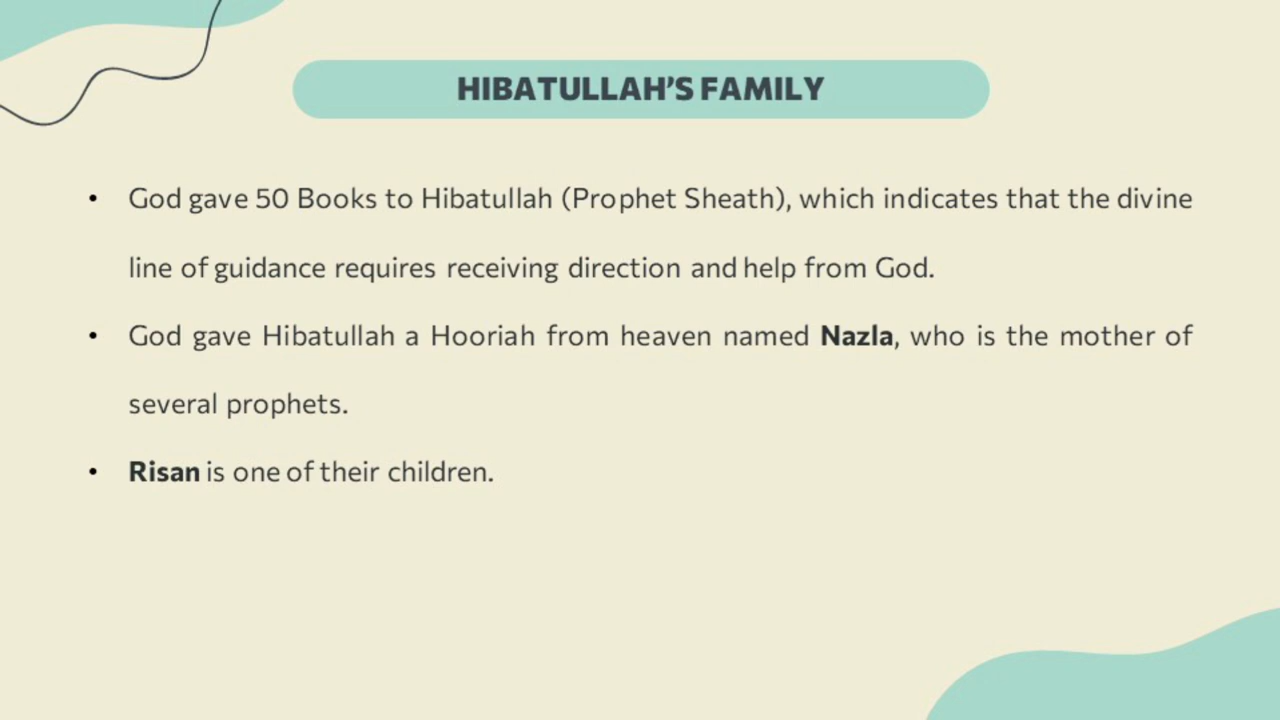 HIBATULLAH'S FAMILY
• God gave 50 Books to Hibatullah (Prophet Sheath), which indicates that the divine
line of guidance requires receiving direction and help from God.
• God gave Hibatullah a Hooriah from heaven named Nazla, who is the mother of
several prophets.
• Risan is one of their children.